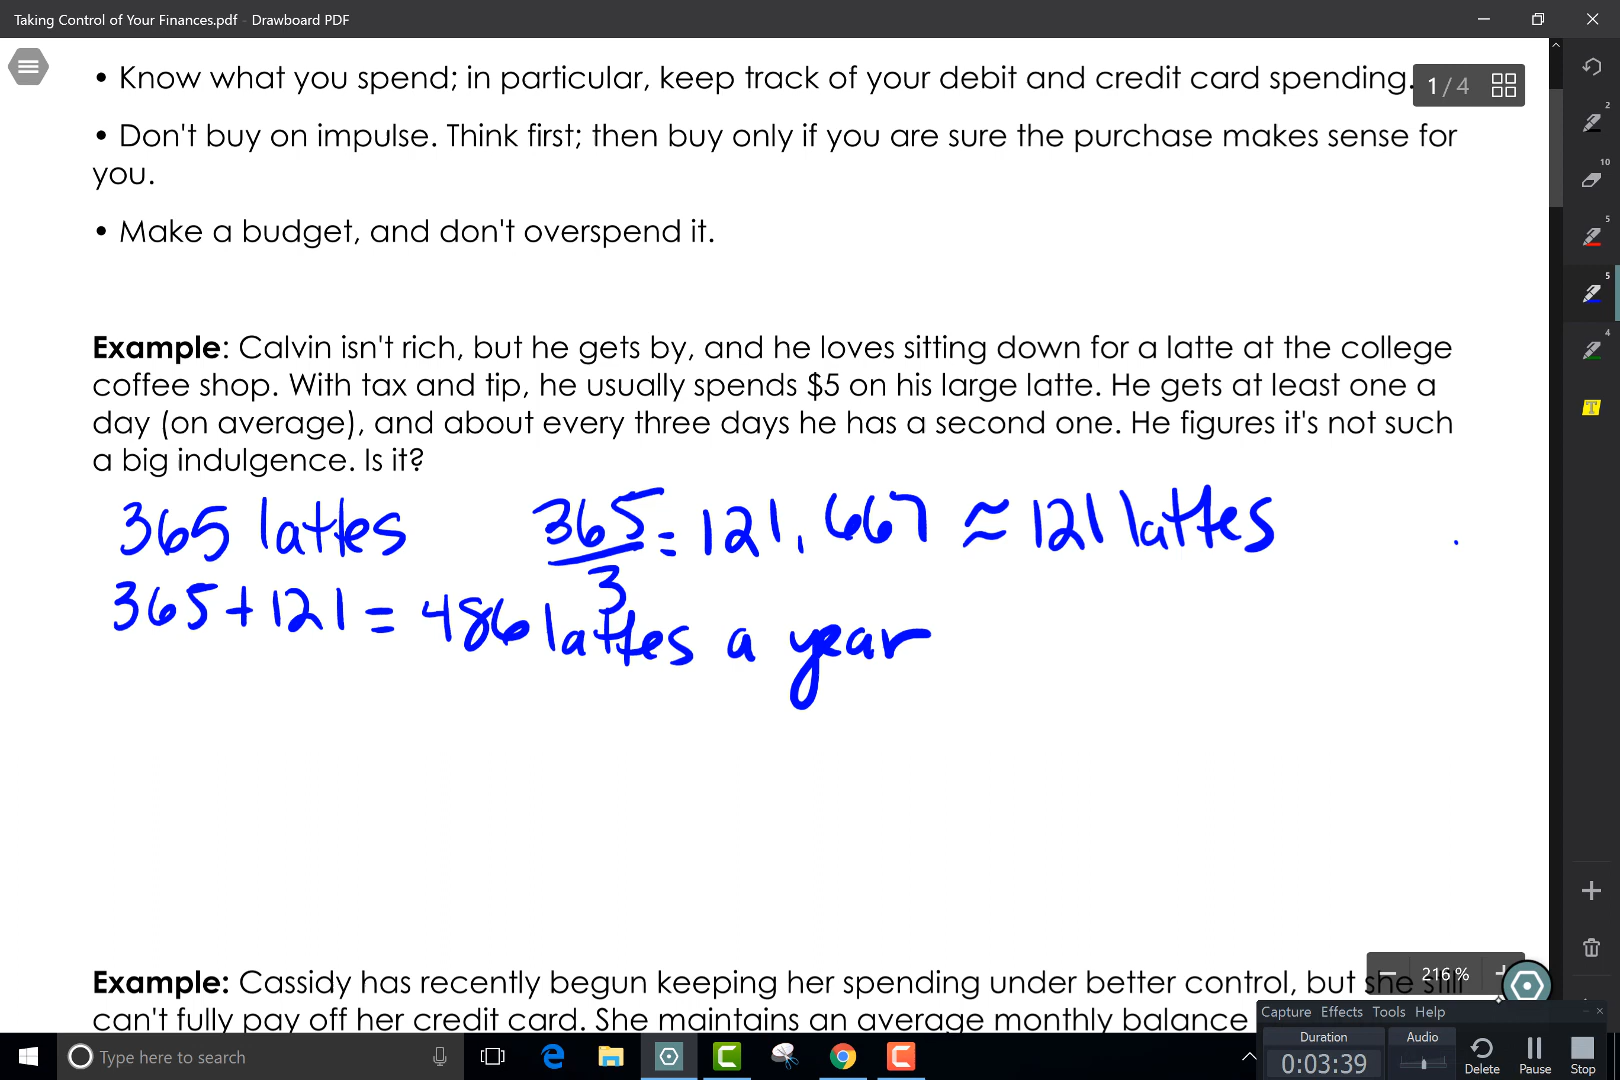 Taking Control of Your Finances.pdf - Drawboard PDF
• Know what you spend; in particular, keep track of your debit and credit card spending.
1 / 4
• Don't buy on impulse. Think first; then buy only if you are sure the purchase makes sense for
you.
• Make a budget, and don't overspend it.
2
10
5
5
4
T
Example: Calvin isn't rich, but he gets by, and he loves sitting down for a latte at the college
coffee shop. With tax and tip, he usually spends $5 on his large latte. He gets at least one a
day (on average), and about every three days he has a second one. He figures it's not such
a big indulgence. Is it?
365 lattes 365/3 = 121.667 ≈ 121 lattes
365 + 121 = 486 lattes a year
216 %
Example: Cassidy has recently begun keeping her spending under better control, but she still
can't fully pay off her credit card. She maintains an average monthly balance
Capture Effects Tools Help
Duration Audio
0:03:39 Delete Pause Stop
Type here to search